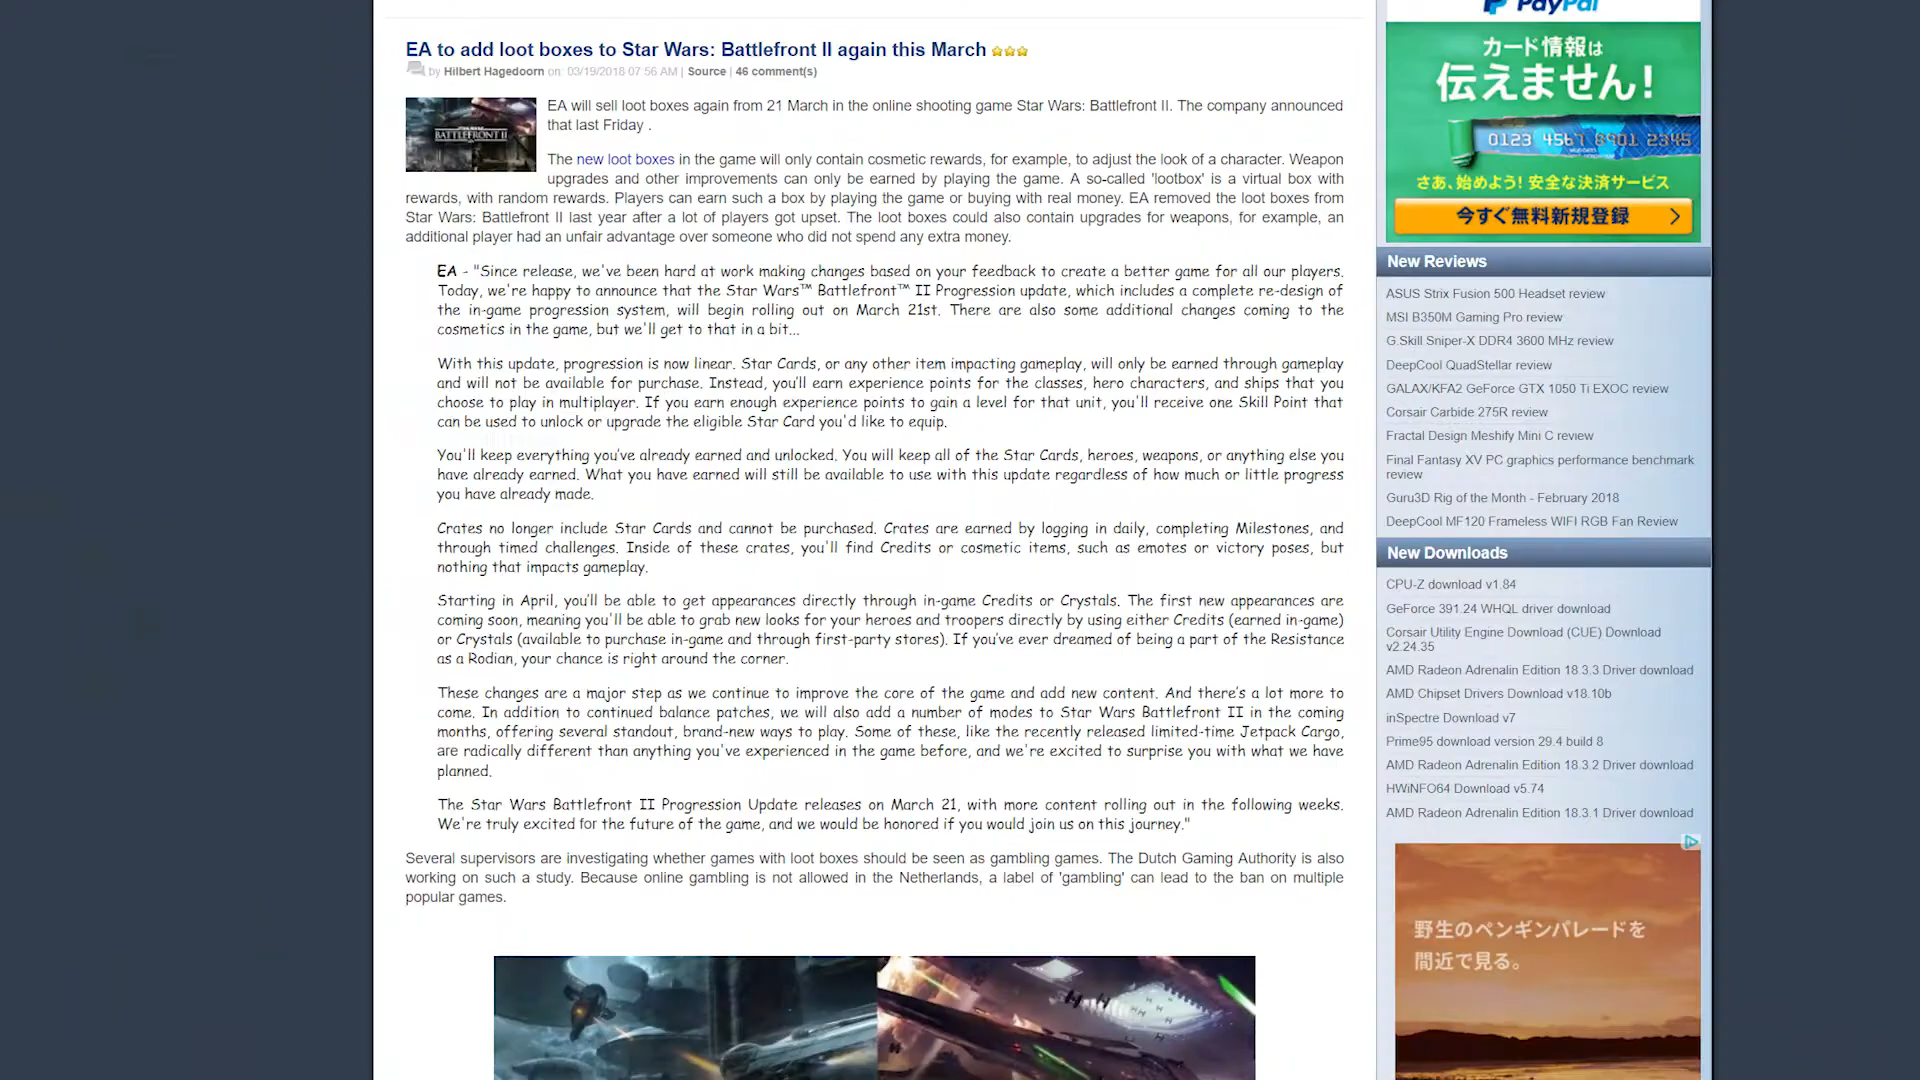 EA to add loot boxes to Star Wars: Battlefront II again this March
by Hilbert Hagedoorn on: 03/19/2018 07:56 AM | Source | 46 comment(s)
BATTLEFRONT II
EA will sell loot boxes again from 21 March in the online shooting game Star Wars: Battlefront II. The company announced
that last Friday .
The new loot boxes in the game will only contain cosmetic rewards, for example, to adjust the look of a character. Weapon
upgrades and other improvements can only be earned by playing the game. A so-called 'lootbox' is a virtual box with
rewards, with random rewards. Players can earn such a box by playing the game or buying with real money. EA removed the loot boxes from
Star Wars: Battlefront II last year after a lot of players got upset. The loot boxes could also contain upgrades for weapons, for example, an
additional player had an unfair advantage over someone who did not spend any extra money.
EA - "Since release, we've been hard at work making changes based on your feedback to create a better game for all our players.
Today, we're happy to announce that the Star Wars™ Battlefront™ II Progression update, which includes a complete re-design of
the in-game progression system, will begin rolling out on March 21st. There are also some additional changes coming to the
cosmetics in the game, but we'll get to that in a bit...
With this update, progression is now linear. Star Cards, or any other item impacting gameplay, will only be earned through gameplay
and will not be available for purchase. Instead, you'll earn experience points for the classes, hero characters, and ships that you
choose to play in multiplayer. If you earn enough experience points to gain a level for that unit, you'll receive one Skill Point that
can be used to unlock or upgrade the eligible Star Card you'd like to equip.
You'll keep everything you've already earned and unlocked. You will keep all of the Star Cards, heroes, weapons, or anything else you
have already earned. What you have earned will still be available to use with this update regardless of how much or little progress
you have already made.
Crates no longer include Star Cards and cannot be purchased. Crates are earned by logging in daily, completing Milestones, and
through timed challenges. Inside of these crates, you'll find Credits or cosmetic items, such as emotes or victory poses, but
nothing that impacts gameplay.
Starting in April, you'll be able to get appearances directly through in-game Credits or Crystals. The first new appearances are
coming soon, meaning you'll be able to grab new looks for your heroes and troopers directly by using either Credits (earned in-game)
or Crystals (available to purchase in-game and through first-party stores). If you've ever dreamed of being a part of the Resistance
as a Rodian, your chance is right around the corner.
These changes are a major step as we continue to improve the core of the game and add new content. And there's a lot more to
come. In addition to continued balance patches, we will also add a number of modes to Star Wars Battlefront II in the coming
months, offering several standout, brand-new ways to play. Some of these, like the recently released limited-time Jetpack Cargo,
are radically different than anything you've experienced in the game before, and we're excited to surprise you with what we have
planned.
The Star Wars Battlefront II Progression Update releases on March 21, with more content rolling out in the following weeks.
We're truly excited for the future of the game, and we would be honored if you would join us on this journey."
Several supervisors are investigating whether games with loot boxes should be seen as gambling games. The Dutch Gaming Authority is also
working on such a study. Because online gambling is not allowed in the Netherlands, a label of 'gambling' can lead to the ban on multiple
popular games.
PayPal
カード情報は
伝えません!
0123 4567 8901 2345
さあ、始めよう! 安全な決済サービス
今すぐ無料新規登録
New Reviews
ASUS Strix Fusion 500 Headset review
MSI B350M Gaming Pro review
G.Skill Sniper-X DDR4 3600 MHz review
DeepCool QuadStellar review
GALAX/KFA2 GeForce GTX 1050 Ti EXOC review
Corsair Carbide 275R review
Fractal Design Meshify Mini C review
Final Fantasy XV PC graphics performance benchmark
review
Guru3D Rig of the Month - February 2018
DeepCool MF120 Frameless WIFI RGB Fan Review
New Downloads
CPU-Z download v1.84
GeForce 391.24 WHQL driver download
Corsair Utility Engine Download (CUE) Download
v2.24.35
AMD Radeon Adrenalin Edition 18.3.3 Driver download
AMD Chipset Drivers Download v18.10b
inSpectre Download v7
Prime95 download version 29.4 build 8
AMD Radeon Adrenalin Edition 18.3.2 Driver download
HWiNFO64 Download v5.74
AMD Radeon Adrenalin Edition 18.3.1 Driver download
野生のペンギンパレードを
間近で見る。